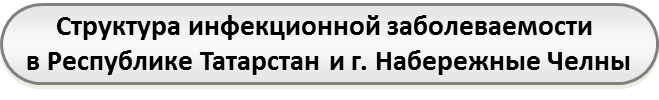 Структура инфекционной заболеваемости
в Республике Татарстан и г. Набережные Челны